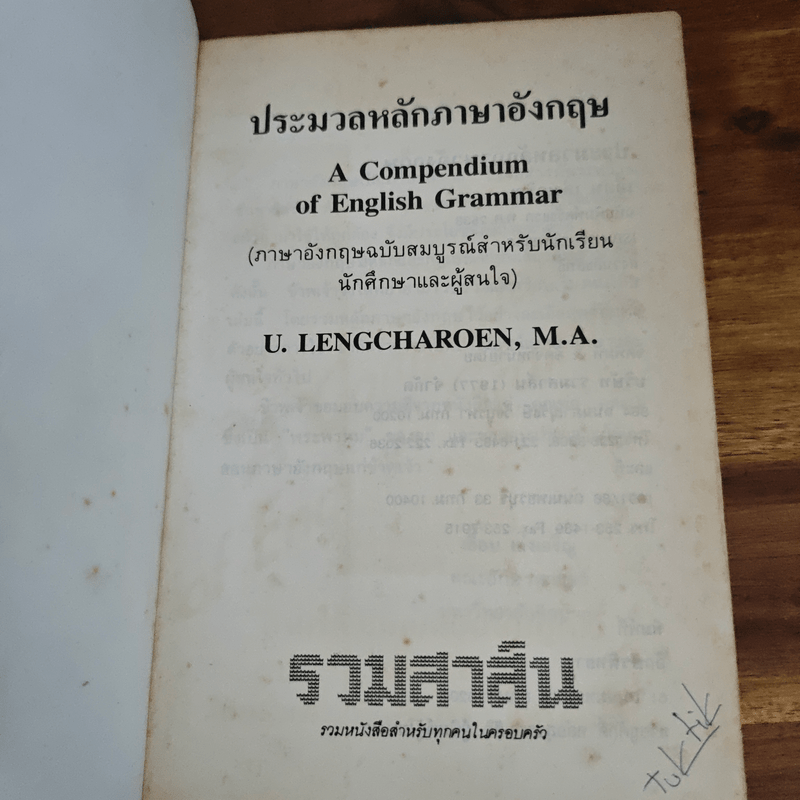 ประมวลหลักภาษาอังกฤษ
A Compendium
of English Grammar
(ภาษาอังกฤษฉบับสมบูรณ์สำหรับนักเรียน
นักศึกษาและผู้สนใจ)
U. LENGCHAROEN, M.A.
รวมสาส์น
รวมหนังสือสำหรับทุกคนในครอบครัว
Tuk tik